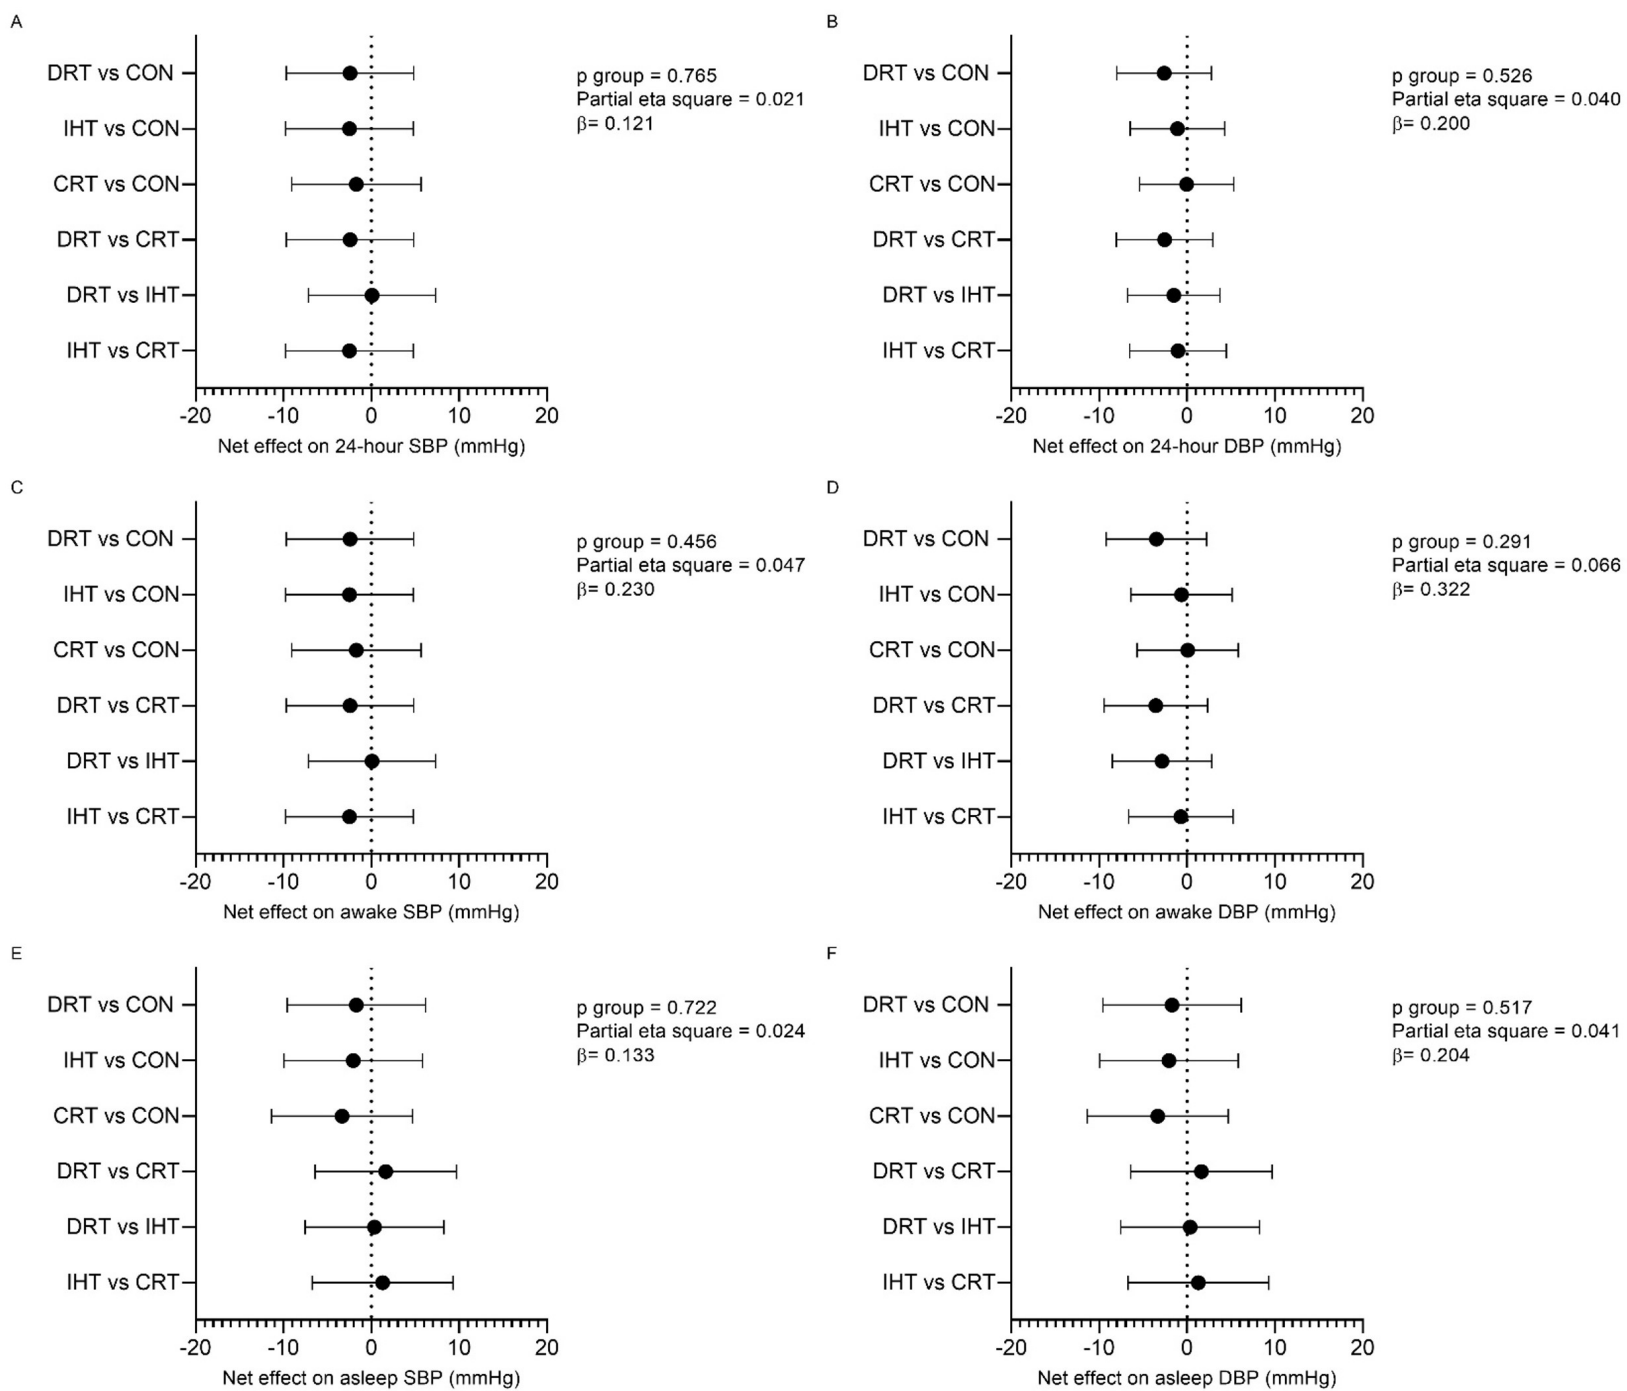 A
DRT vs CON
IHT vs CON
CRT vs CON
DRT vs CRT
DRT vs IHT
IHT vs CRT
p group = 0.765
Partial eta square = 0.021
β= 0.121
-20 -10 0 10 20
Net effect on 24-hour SBP (mmHg)
B
DRT vs CON
IHT vs CON
CRT vs CON
DRT vs CRT
DRT vs IHT
IHT vs CRT
p group = 0.526
Partial eta square = 0.040
β= 0.200
-20 -10 0 10 20
Net effect on 24-hour DBP (mmHg)
C
DRT vs CON
IHT vs CON
CRT vs CON
DRT vs CRT
DRT vs IHT
IHT vs CRT
p group = 0.456
Partial eta square = 0.047
β= 0.230
-20 -10 0 10 20
Net effect on awake SBP (mmHg)
D
DRT vs CON
IHT vs CON
CRT vs CON
DRT vs CRT
DRT vs IHT
IHT vs CRT
p group = 0.291
Partial eta square = 0.066
β= 0.322
-20 -10 0 10 20
Net effect on awake DBP (mmHg)
E
DRT vs CON
IHT vs CON
CRT vs CON
DRT vs CRT
DRT vs IHT
IHT vs CRT
p group = 0.722
Partial eta square = 0.024
β= 0.133
-20 -10 0 10 20
Net effect on asleep SBP (mmHg)
F
DRT vs CON
IHT vs CON
CRT vs CON
DRT vs CRT
DRT vs IHT
IHT vs CRT
p group = 0.517
Partial eta square = 0.041
β= 0.204
-20 -10 0 10 20
Net effect on asleep DBP (mmHg)